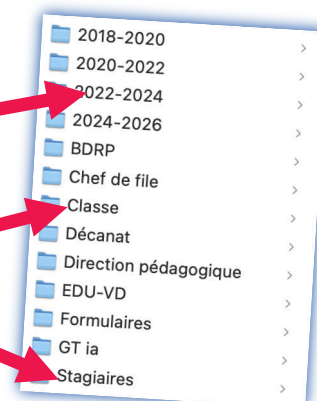 2018-2020
2020-2022
2022-2024
2024-2026
BDRP
Chef de file
Classe
Décanat
Direction pédagogique
EDU-VD
Formulaires
GT ia
Stagiaires